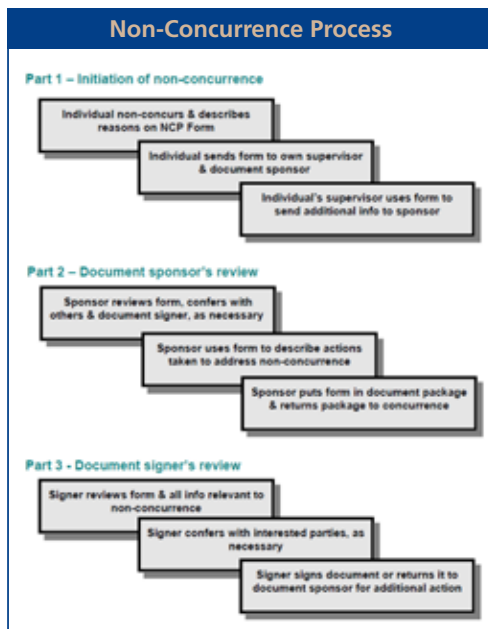 Non-Concurrence Process
Part 1 – Initiation of non-concurrence
Individual non-concurs & describes
reasons on NCP Form
Individual sends form to own supervisor
& document sponsor
Individual's supervisor uses form to
send additional info to sponsor
Part 2 – Document sponsor's review
Sponsor reviews form, confers with
others & document signer, as necessary
Sponsor uses form to describe actions
taken to address non-concurrence
Sponsor puts form in document package
& returns package to concurrence
Part 3 - Document signer's review
Signer reviews form & all info relevant to
non-concurrence
Signer confers with interested parties, as
necessary
Signer signs document or returns it to
document sponsor for additional action